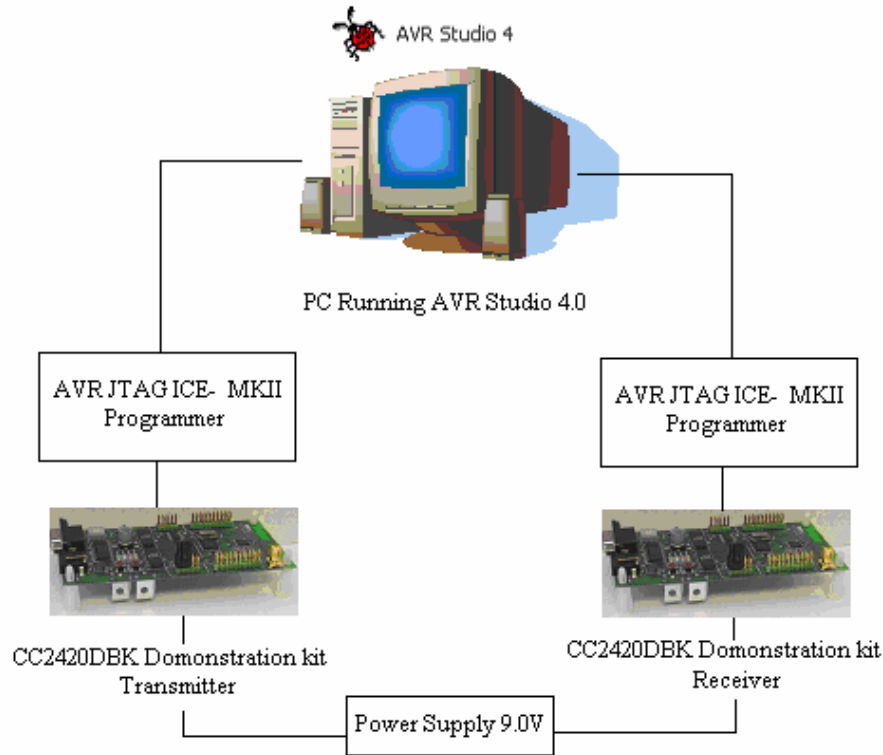 AVR Studio 4
PC Running AVR Studio 4.0
AVR JTAG ICE- MKII
Programmer
AVR JTAG ICE- MKII
Programmer
CC2420DBK Domonstration kit
Transmitter
CC2420DBK Domonstration kit
Receiver
Power Supply 9.0V